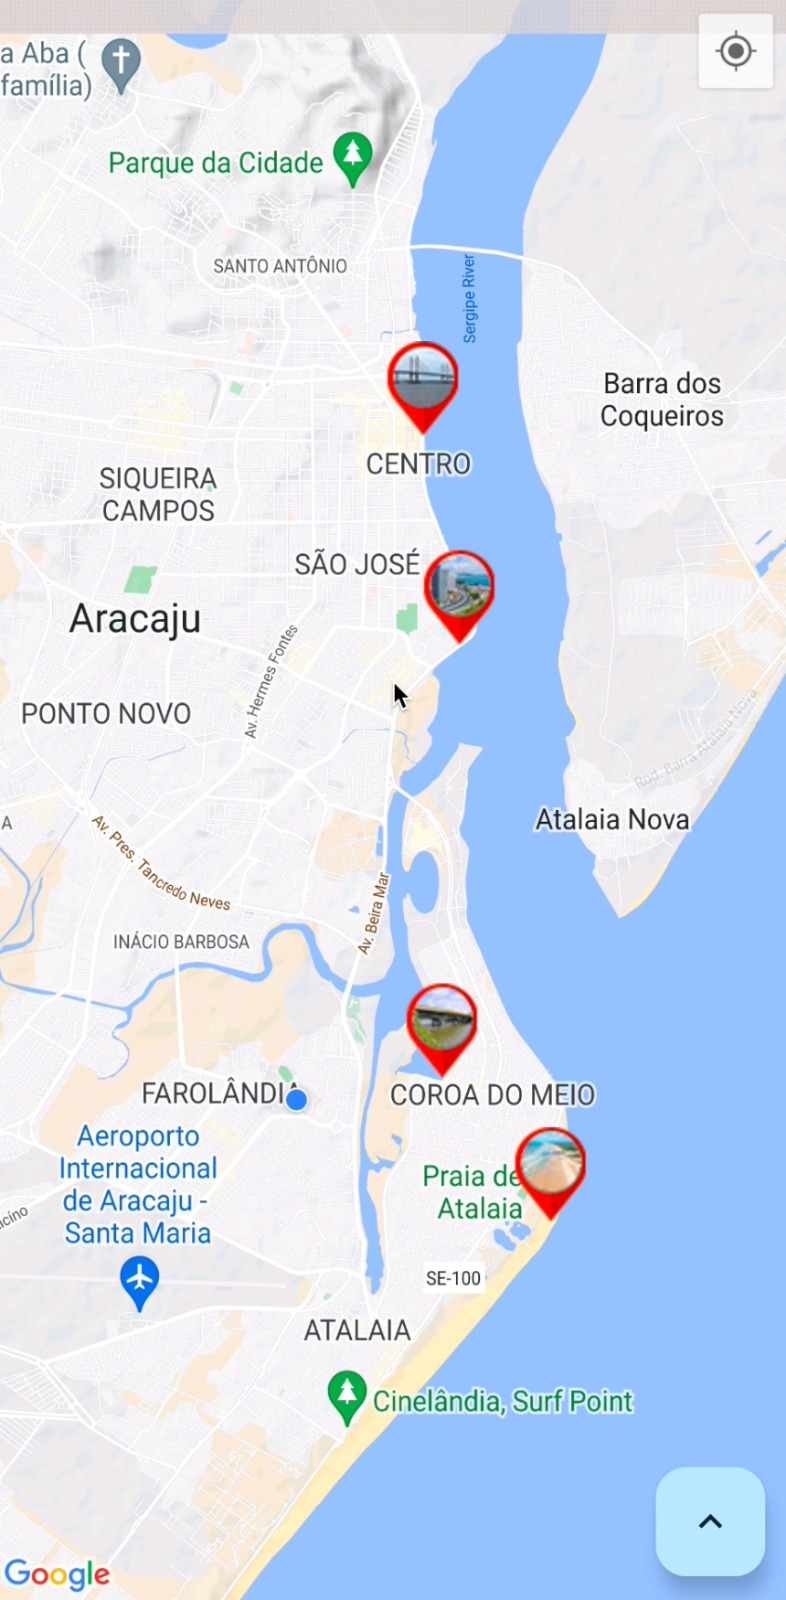 a Aba (
família)
Parque da Cidade
SANTO ANTÔNIO
Sergipe River
Barra dos
Coqueiros
CENTRO
SIQUEIRA
CAMPOS
SÃO JOSÉ
Aracaju
Av. Hermes Fontes
PONTO NOVO
Rod. Barra Atalaia Nova
A
Atalaia Nova
Av. Pres. Tancredo Neves
Av. Beira Mar
INÁCIO BARBOSA
FAROLÂNDIA
COROA DO MEIO
Aeroporto
Internacional
de Aracaju -
Santa Maria
Praia de
Atalaia
lcino
SE-100
ATALAIA
Cinelândia, Surf Point
Google